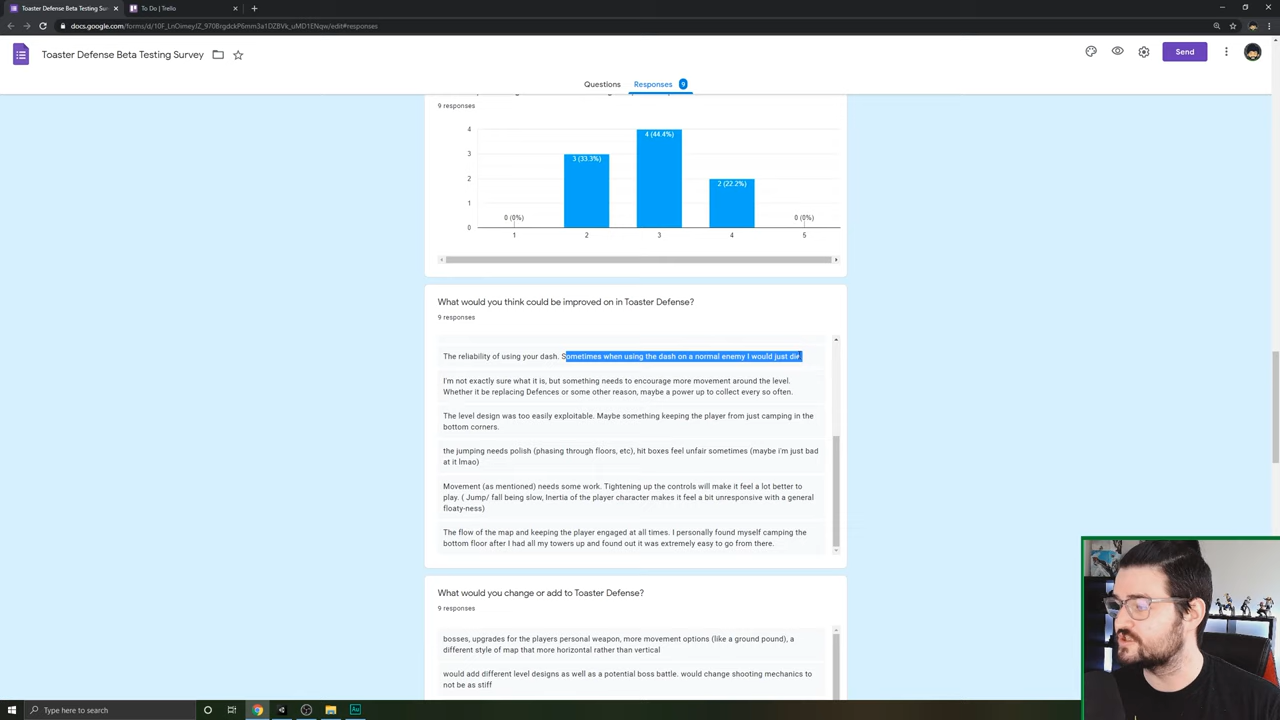 Toaster Defense Beta Testing Surv
To Do | Trello
Toaster Defense Beta Testing Survey
Send
Questions
Responses
9
9 responses
4
3
2
1
0
0 (0%)
3 (33.3%)
4 (44.4%)
2 (22.2%)
0 (0%)
1
2
3
4
5
What would you think could be improved on in Toaster Defense?
9 responses
The reliability of using your dash. Sometimes when using the dash on a normal enemy I would just die
I'm not exactly sure what it is, but something needs to encourage more movement around the level.
Whether it be replacing Defences or some other reason, maybe a power up to collect every so often.
The level design was too easily exploitable. Maybe something keeping the player from just camping in the
bottom corners.
the jumping needs polish (phasing through floors, etc), hit boxes feel unfair sometimes (maybe i'm just bad
at it lmao)
Movement (as mentioned) needs some work. Tightening up the controls will make it feel a lot better to
play. ( Jump/ fall being slow, Inertia of the player character makes it feel a bit unresponsive with a general
floaty-ness)
The flow of the map and keeping the player engaged at all times. I personally found myself camping the
bottom floor after I had all my towers up and found out it was extremely easy to go from there.
What would you change or add to Toaster Defense?
9 responses
bosses, upgrades for the players personal weapon, more movement options (like a ground pound), a
different style of map that more horizontal rather than vertical
would add different level designs as well as a potential boss battle. would change shooting mechanics to
not be as stiff
Type here to search
Au